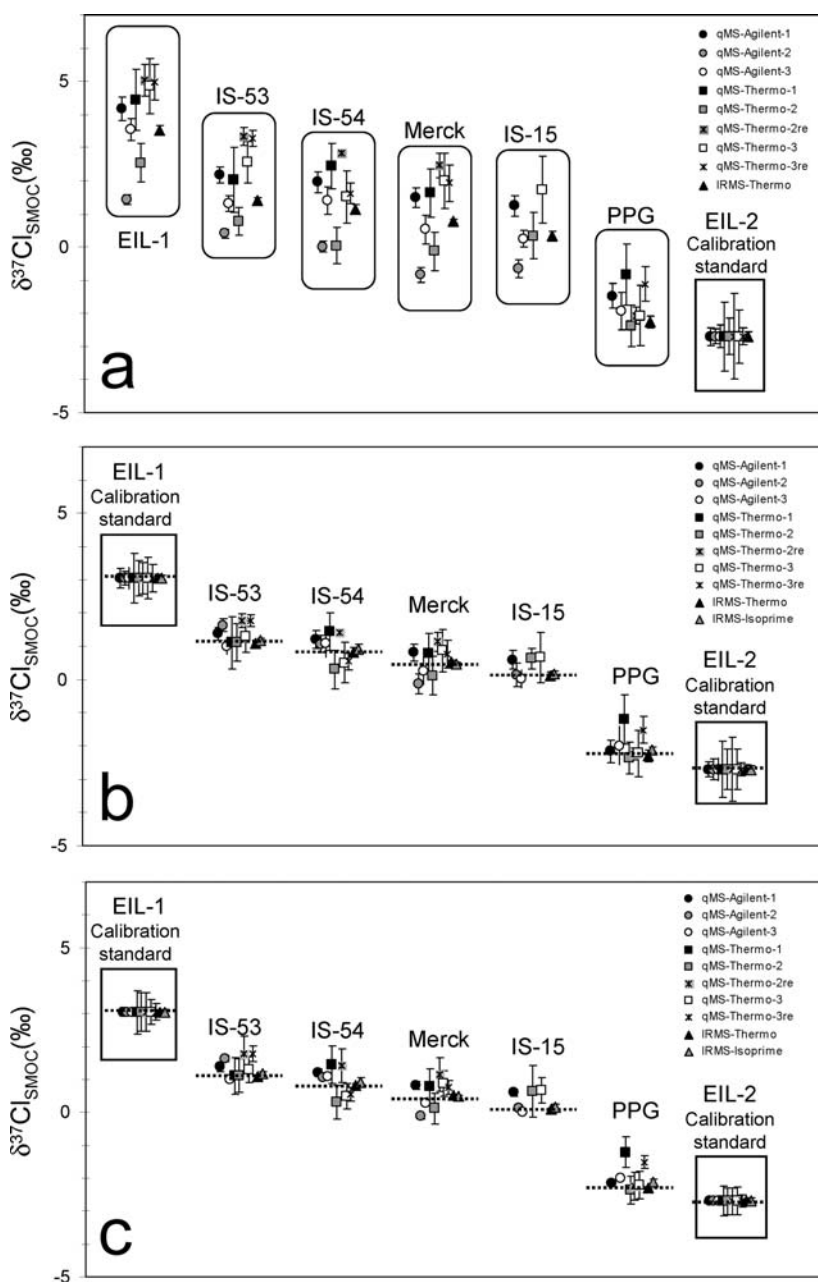 qMS-Agilent-1
qMS-Agilent-2
qMS-Agilent-3
qMS-Thermo-1
qMS-Thermo-2
qMS-Thermo-2re
qMS-Thermo-3
qMS-Thermo-3re
IRMS-Thermo
5
0
-5
δ³⁷ClSMOC(‰)
EIL-1
IS-53
IS-54
Merck
IS-15
PPG
EIL-2
Calibration
standard
a
qMS-Agilent-1
qMS-Agilent-2
qMS-Agilent-3
qMS-Thermo-1
qMS-Thermo-2
qMS-Thermo-2re
qMS-Thermo-3
qMS-Thermo-3re
IRMS-Thermo
IRMS-Isoprime
5
0
-5
δ³⁷ClSMOC(‰)
EIL-1
Calibration
standard
IS-53
IS-54
Merck
IS-15
PPG
EIL-2
Calibration
standard
b
qMS-Agilent-1
qMS-Agilent-2
qMS-Agilent-3
qMS-Thermo-1
qMS-Thermo-2
qMS-Thermo-2re
qMS-Thermo-3
qMS-Thermo-3re
IRMS-Thermo
IRMS-Isoprime
5
0
-5
δ³⁷ClSMOC(‰)
EIL-1
Calibration
standard
IS-53
IS-54
Merck
IS-15
PPG
EIL-2
Calibration
standard
c